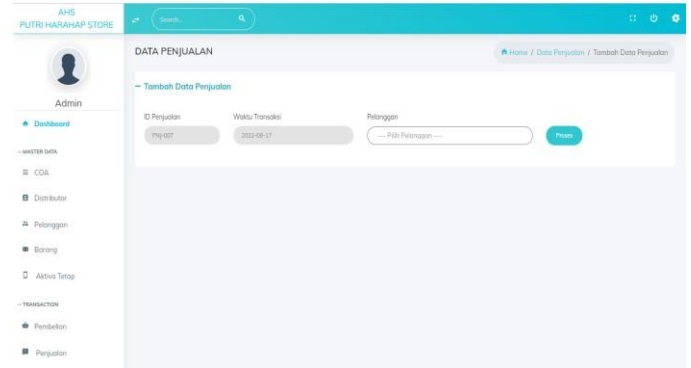 AHS
PUTRI HARAHAP STORE
Search...
DATA PENJUALAN
Home / Data Penjualan / Tambah Data Penjualan
Admin
Tambah Data Penjualan
ID Penjualan
Waktu Transaksi
Pelanggan
PNJ-007
2022-08-17
--- Pilih Pelanggan ---
Proses
Dashboard
-- MASTER DATA
COA
Distributor
Pelanggan
Barang
Aktiva Tetap
-- TRANSACTION
Pembelian
Penjualan